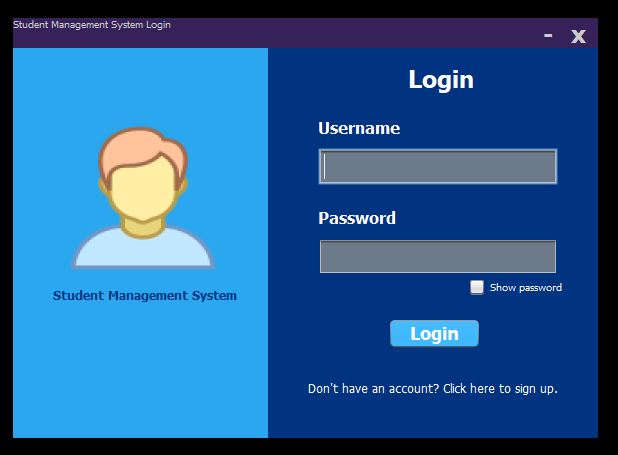 Student Management System Login
- X
Login
Username
Password
Show password
Login
Don't have an account? Click here to sign up.
Student Management System